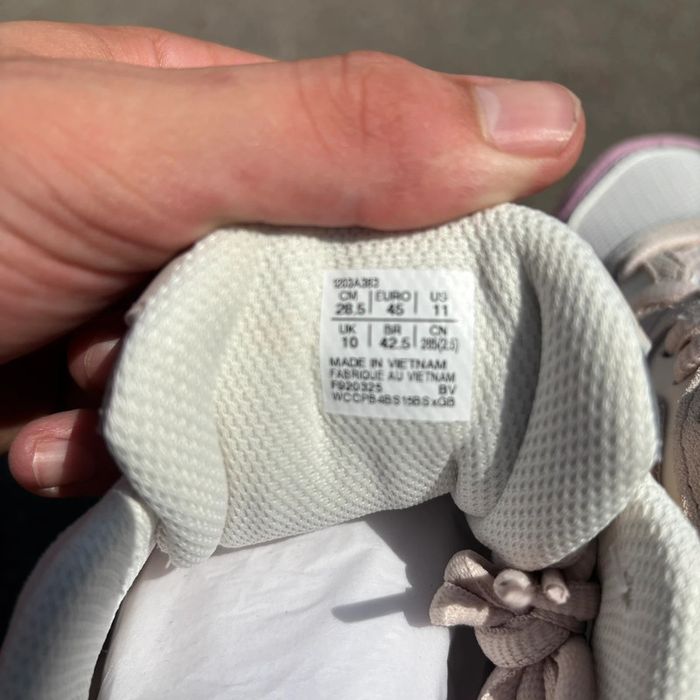 1203A383
CM EURO US
28.5 45 11
UK BR CN
10 42.5 285(2.5)
MADE IN VIETNAM
FABRIQUE AU VIETNAM
F920325 BV
WCCPB4BS15BSxGB